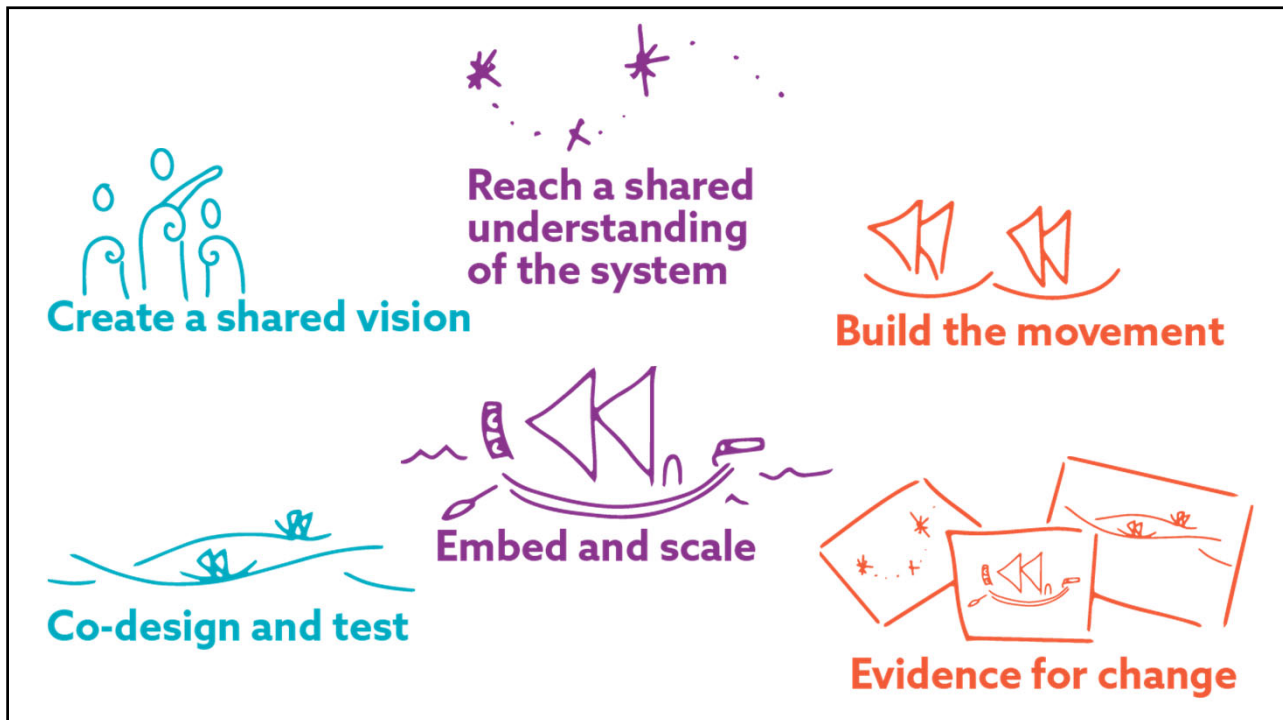 Create a shared vision
Reach a shared
understanding
of the system
Build the movement
Co-design and test
Embed and scale
Evidence for change